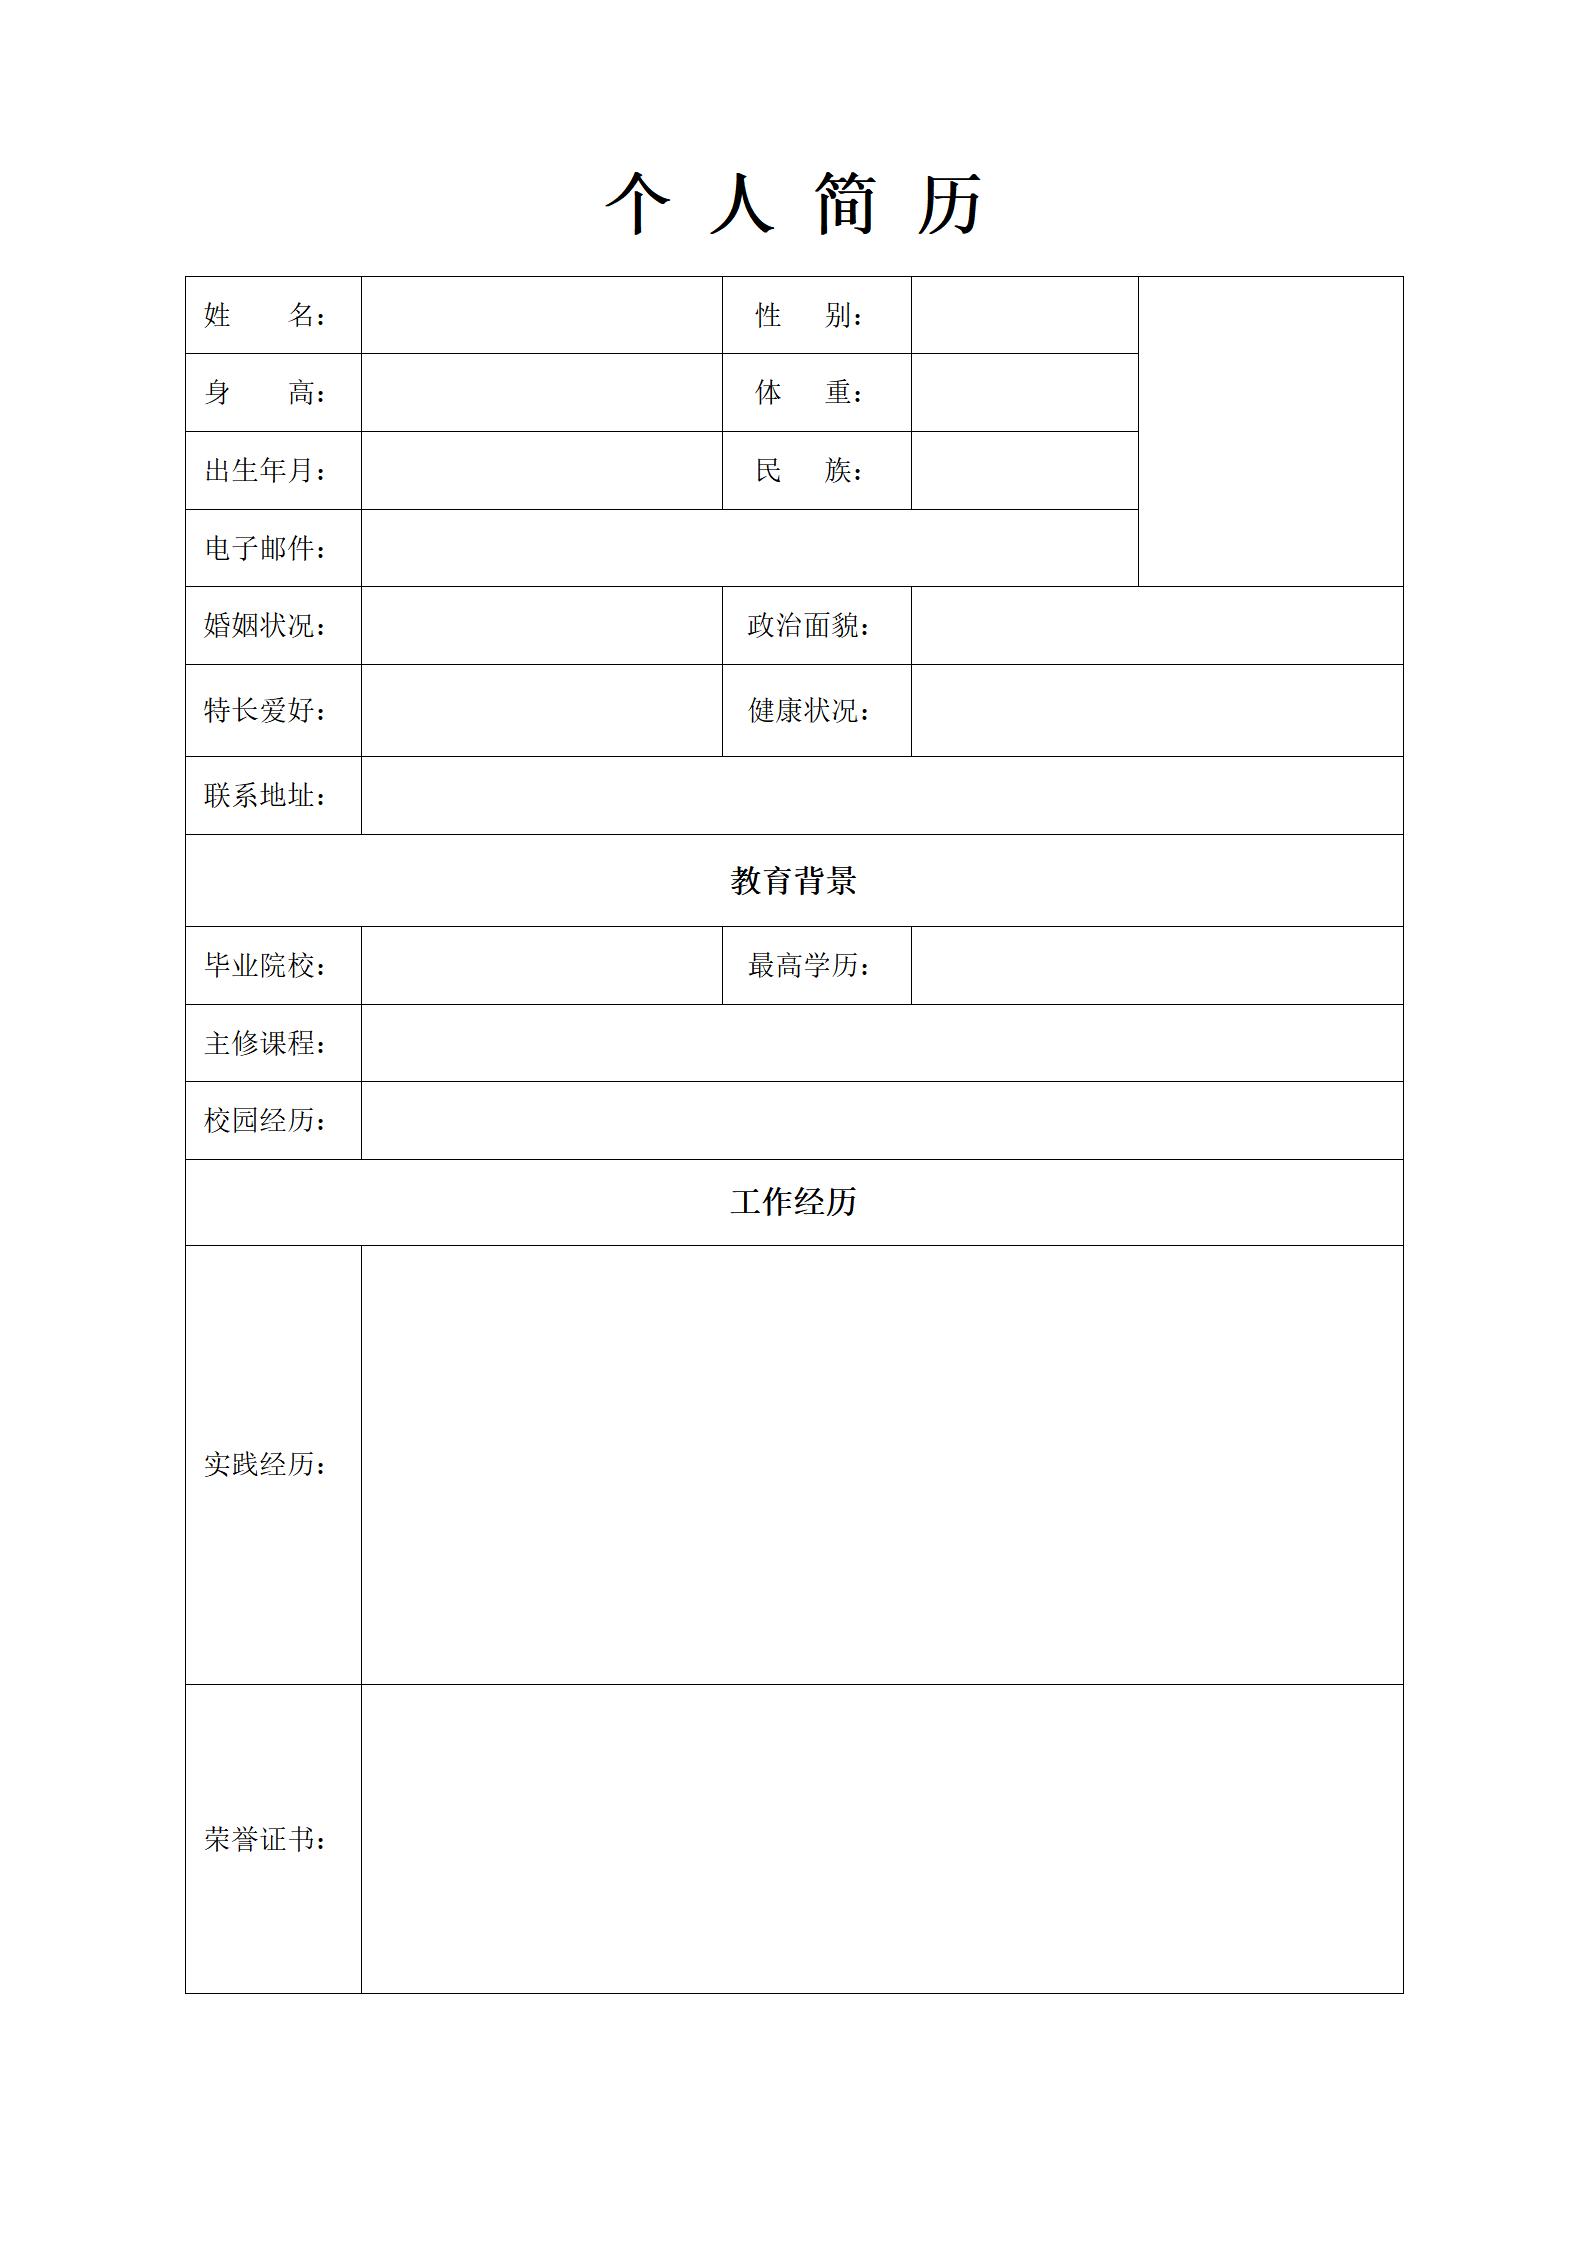 个 人 简 历
姓 名： 性 别：
身 高： 体 重：
出生年月： 民 族：
电子邮件：
婚姻状况： 政治面貌：
特长爱好： 健康状况：
联系地址：
教育背景
毕业院校： 最高学历：
主修课程：
校园经历：
工作经历
实践经历：
荣誉证书：